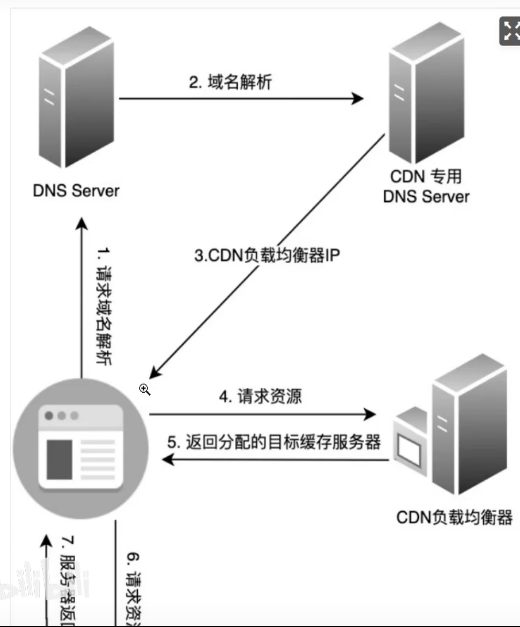 2. 域名解析
DNS Server
CDN 专用
DNS Server
1. 请求域名解析
3.CDN负载均衡器IP
4. 请求资源
5. 返回分配的目标缓存服务器
CDN负载均衡器
7. 服务器返回
6. 请求资源
bilibili